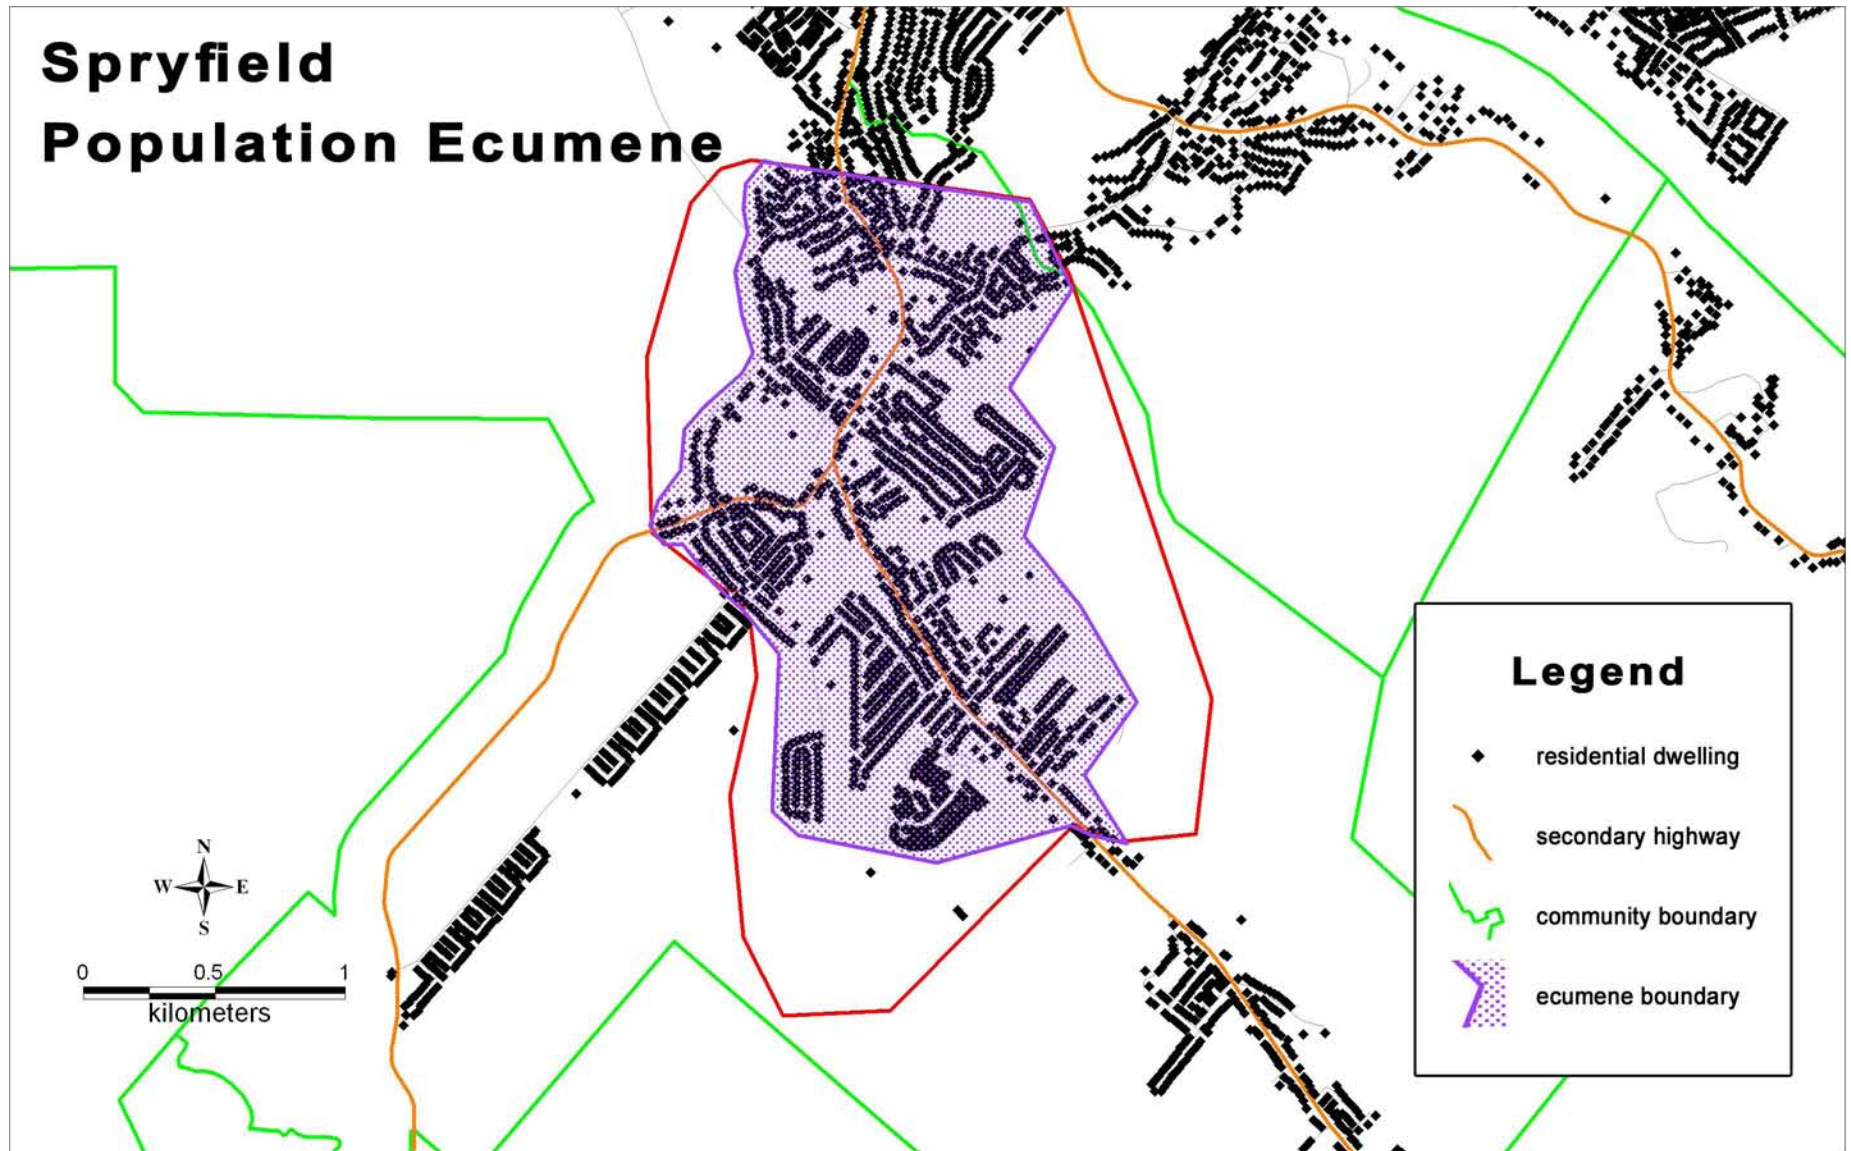 Spryfield
Population Ecumene
Legend
residential dwelling
secondary highway
community boundary
ecumene boundary
N
W E
S
0 0.5 1
kilometers